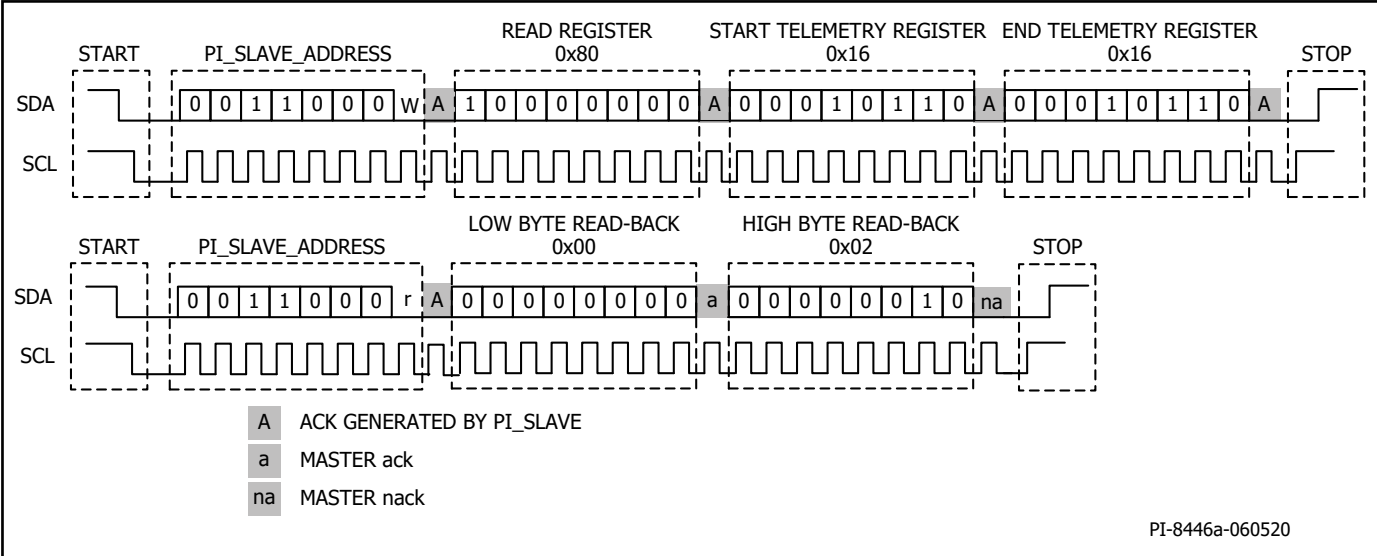 READ REGISTER START TELEMETRY REGISTER END TELEMETRY REGISTER
START PI_SLAVE_ADDRESS 0x80 0x16 0x16 STOP
SDA 0 0 1 1 0 0 0 W A 1 0 0 0 0 0 0 0 A 0 0 0 1 0 1 1 0 A 0 0 0 1 0 1 1 0 A
SCL
LOW BYTE READ-BACK HIGH BYTE READ-BACK
START PI_SLAVE_ADDRESS 0x00 0x02 STOP
SDA 0 0 1 1 0 0 0 r A 0 0 0 0 0 0 0 0 a 0 0 0 0 0 0 1 0 na
SCL
A ACK GENERATED BY PI_SLAVE
a MASTER ack
na MASTER nack
PI-8446a-060520